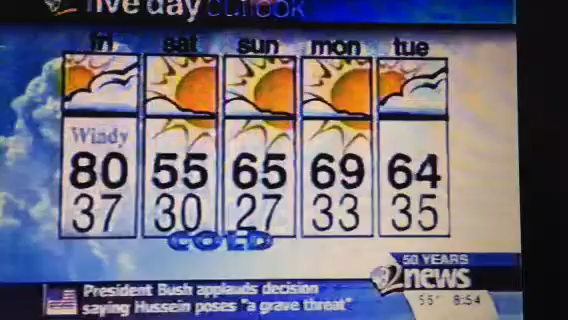 five day outlook
fri sat sun mon tue
Windy
80 55 65 69 64
37 30 27 33 35
COLD
50 YEARS
2 news
President Bush applauds decision
saying Hussein poses "a grave threat"
55° 8:54